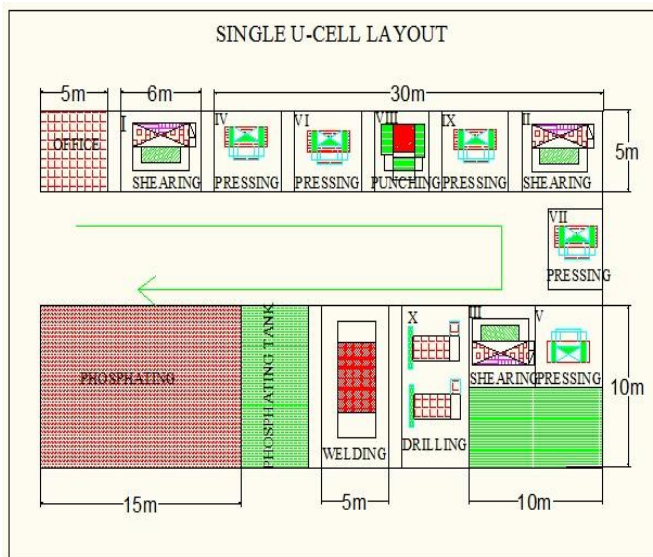 SINGLE U-CELL LAYOUT
5m
6m
30m
OFFICE
I
SHEARING
IV
PRESSING
VI
PRESSING
VIII
PUNCHING
IX
PRESSING
II
SHEARING
5m
VII
PRESSING
PHOSPHATING
PHOSPHATING TANK
WELDING
X
DRILLING
III
SHEARING
V
PRESSING
10m
15m
5m
10m